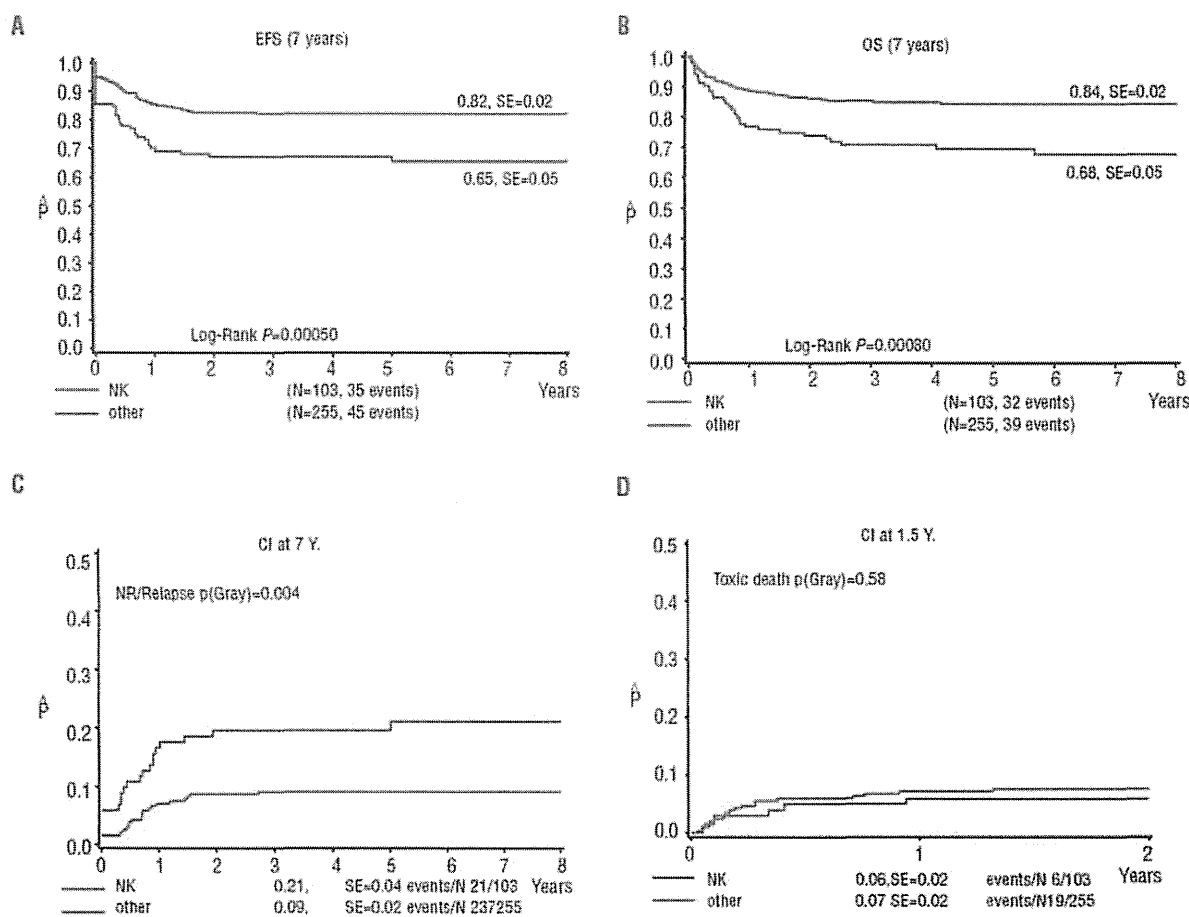 A
EFS (7 years)
1.0
0.9
0.8
0.7
0.6
0.5
0.4
0.3
0.2
0.1
0.0
P̂
0.82, SE=0.02
0.65, SE=0.05
Log-Rank P=0.00050
0 1 2 3 4 5 6 7 8
Years
NK (N=103, 35 events)
other (N=255, 45 events)
B
OS (7 years)
1.0
0.9
0.8
0.7
0.6
0.5
0.4
0.3
0.2
0.1
0.0
P̂
0.84, SE=0.02
0.68, SE=0.05
Log-Rank P=0.00080
0 1 2 3 4 5 6 7 8
Years
NK (N=103, 32 events)
other (N=255, 39 events)
C
CI at 7 Y.
0.5
0.4
0.3
0.2
0.1
0.0
P̂
NR/Relapse p(Gray)=0.004
0 1 2 3 4 5 6 7 8
Years
NK 0.21, SE=0.04 events/N 21/103
other 0.09, SE=0.02 events/N 237255
D
CI at 1.5 Y.
0.5
0.4
0.3
0.2
0.1
0.0
P̂
Toxic death p(Gray)=0.58
0 1 2
Years
NK 0.06,SE=0.02 events/N 6/103
other 0.07 SE=0.02 events/N19/255